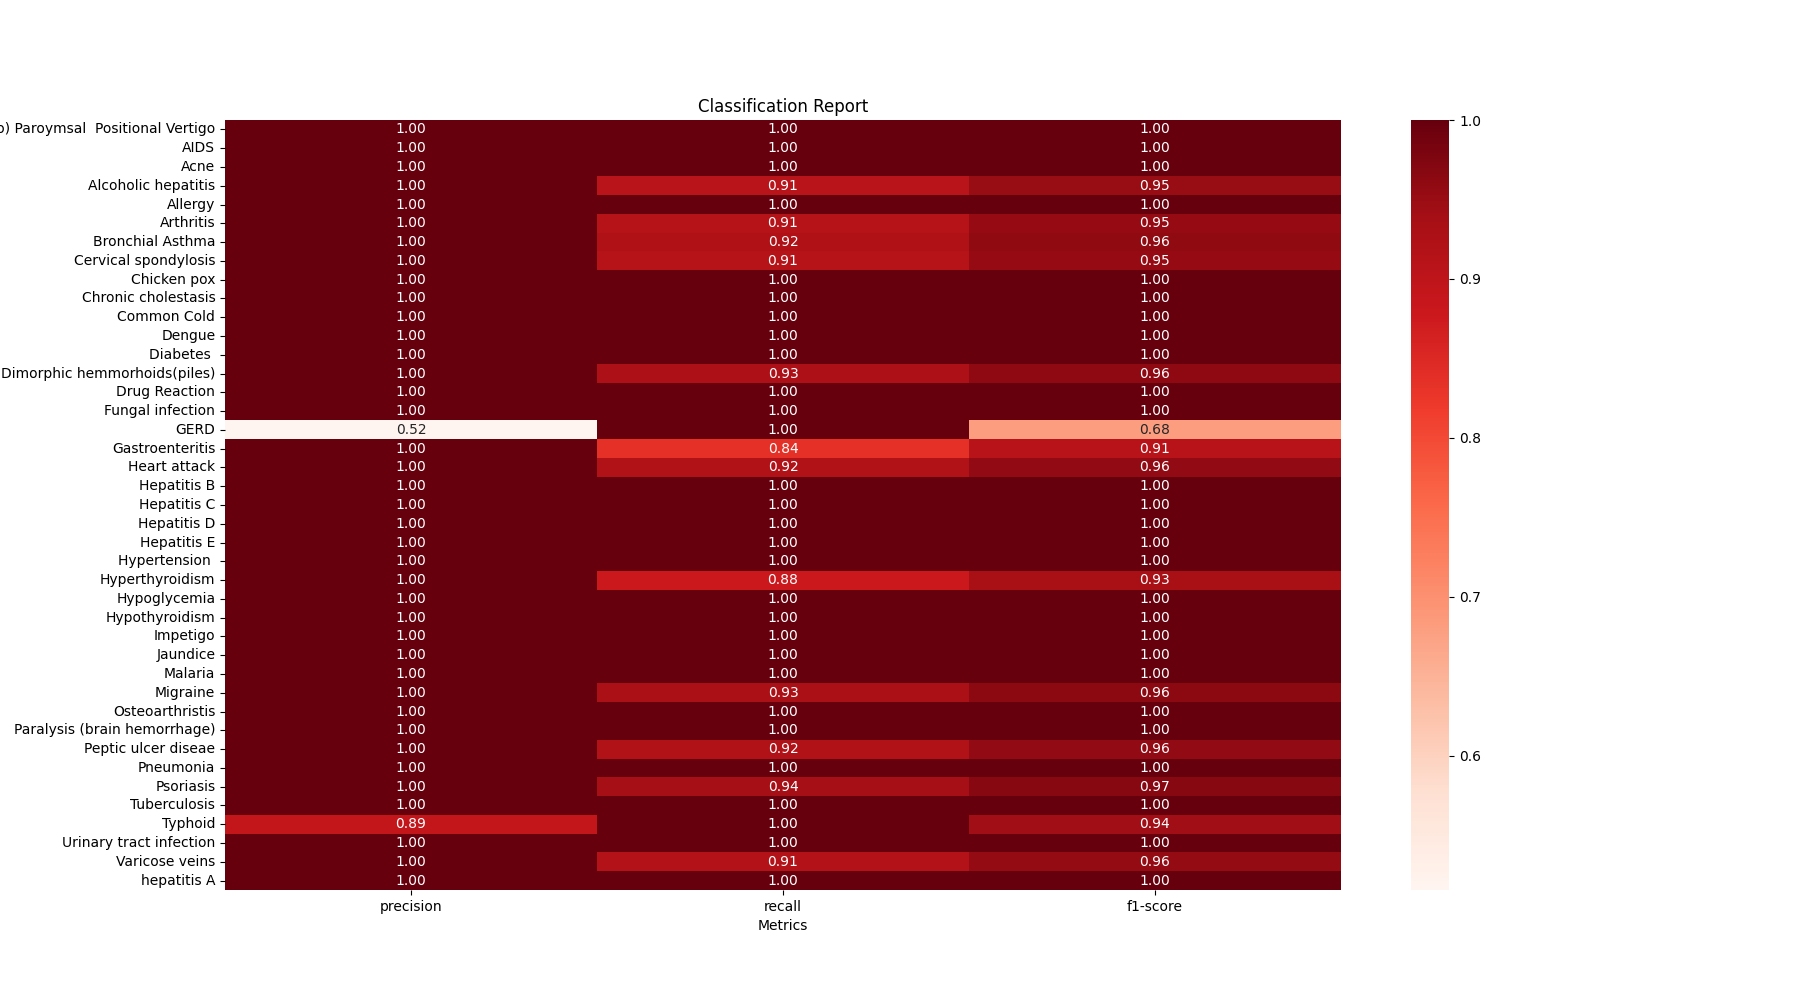 Classification Report
o) Paroymsal  Positional Vertigo 1.00 1.00 1.00
AIDS 1.00 1.00 1.00
Acne 1.00 1.00 1.00
Alcoholic hepatitis 1.00 0.91 0.95
Allergy 1.00 1.00 1.00
Arthritis 1.00 0.91 0.95
Bronchial Asthma 1.00 0.92 0.96
Cervical spondylosis 1.00 0.91 0.95
Chicken pox 1.00 1.00 1.00
Chronic cholestasis 1.00 1.00 1.00
Common Cold 1.00 1.00 1.00
Dengue 1.00 1.00 1.00
Diabetes 1.00 1.00 1.00
Dimorphic hemmorhoids(piles) 1.00 0.93 0.96
Drug Reaction 1.00 1.00 1.00
Fungal infection 1.00 1.00 1.00
GERD 0.52 1.00 0.68
Gastroenteritis 1.00 0.84 0.91
Heart attack 1.00 0.92 0.96
Hepatitis B 1.00 1.00 1.00
Hepatitis C 1.00 1.00 1.00
Hepatitis D 1.00 1.00 1.00
Hepatitis E 1.00 1.00 1.00
Hypertension 1.00 1.00 1.00
Hyperthyroidism 1.00 0.88 0.93
Hypoglycemia 1.00 1.00 1.00
Hypothyroidism 1.00 1.00 1.00
Impetigo 1.00 1.00 1.00
Jaundice 1.00 1.00 1.00
Malaria 1.00 1.00 1.00
Migraine 1.00 0.93 0.96
Osteoarthristis 1.00 1.00 1.00
Paralysis (brain hemorrhage) 1.00 1.00 1.00
Peptic ulcer diseae 1.00 0.92 0.96
Pneumonia 1.00 1.00 1.00
Psoriasis 1.00 0.94 0.97
Tuberculosis 1.00 1.00 1.00
Typhoid 0.89 1.00 0.94
Urinary tract infection 1.00 1.00 1.00
Varicose veins 1.00 0.91 0.96
hepatitis A 1.00 1.00 1.00
precision recall f1-score
Metrics
1.0
0.9
0.8
0.7
0.6